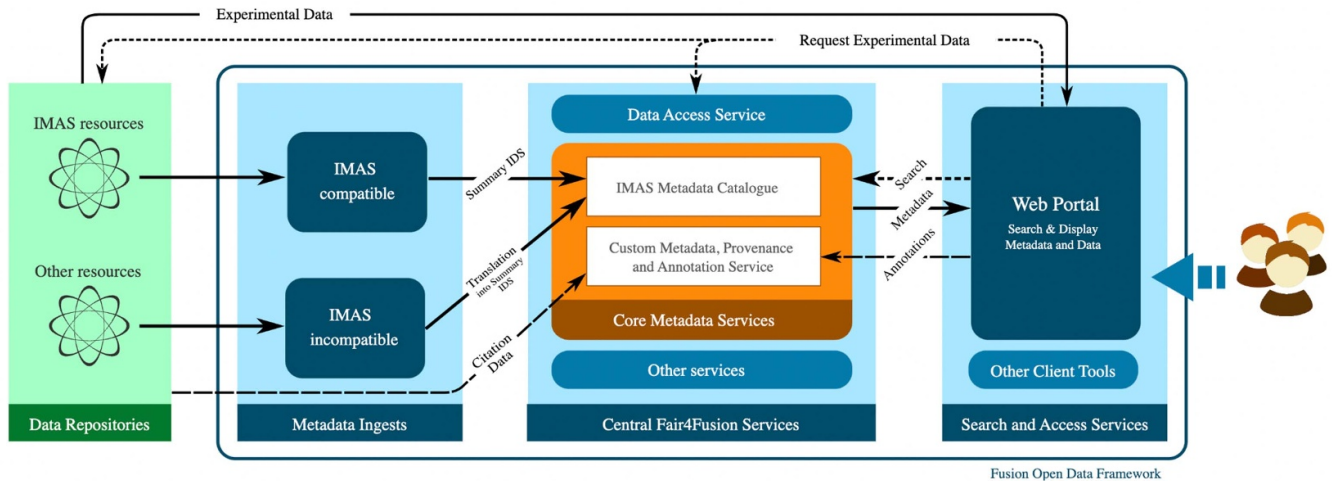 Experimental Data
Request Experimental Data
IMAS resources
Other resources
Data Repositories
IMAS
compatible
IMAS
incompatible
Metadata Ingests
Summary IDS
Translation
into Summary
IDS
Citation
Data
Data Access Service
IMAS Metadata Catalogue
Custom Metadata, Provenance
and Annotation Service
Core Metadata Services
Other services
Central Fair4Fusion Services
Search
Metadata
Annotations
Web Portal
Search & Display
Metadata and Data
Other Client Tools
Search and Access Services
Fusion Open Data Framework